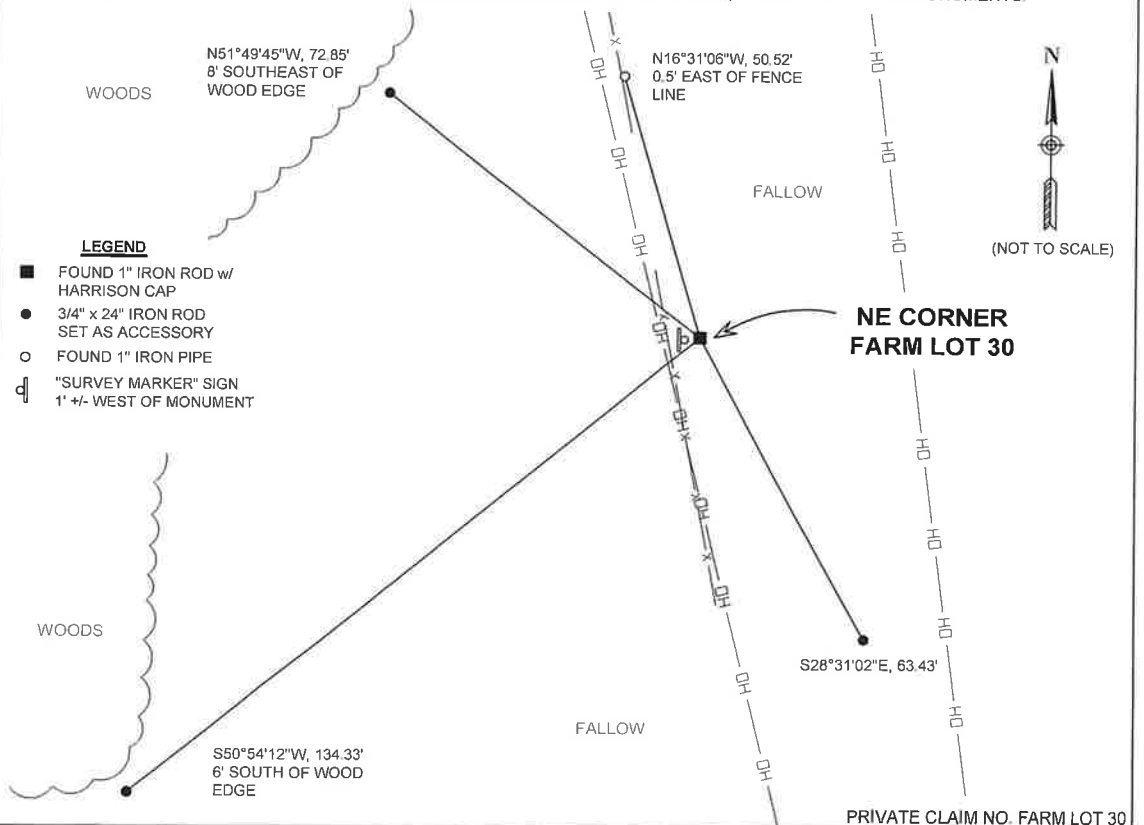 N51°49'45"W, 72.85'
8' SOUTHEAST OF
WOOD EDGE
WOODS
N16°31'06"W, 50.52'
0.5' EAST OF FENCE
LINE
N
FALLOW
(NOT TO SCALE)
LEGEND
FOUND 1" IRON ROD w/
HARRISON CAP
3/4" x 24" IRON ROD
SET AS ACCESSORY
FOUND 1" IRON PIPE
"SURVEY MARKER" SIGN
1' +/- WEST OF MONUMENT
NE CORNER
FARM LOT 30
WOODS
S28°31'02"E, 63.43'
FALLOW
S50°54'12"W, 134.33'
6' SOUTH OF WOOD
EDGE
PRIVATE CLAIM NO. FARM LOT 30